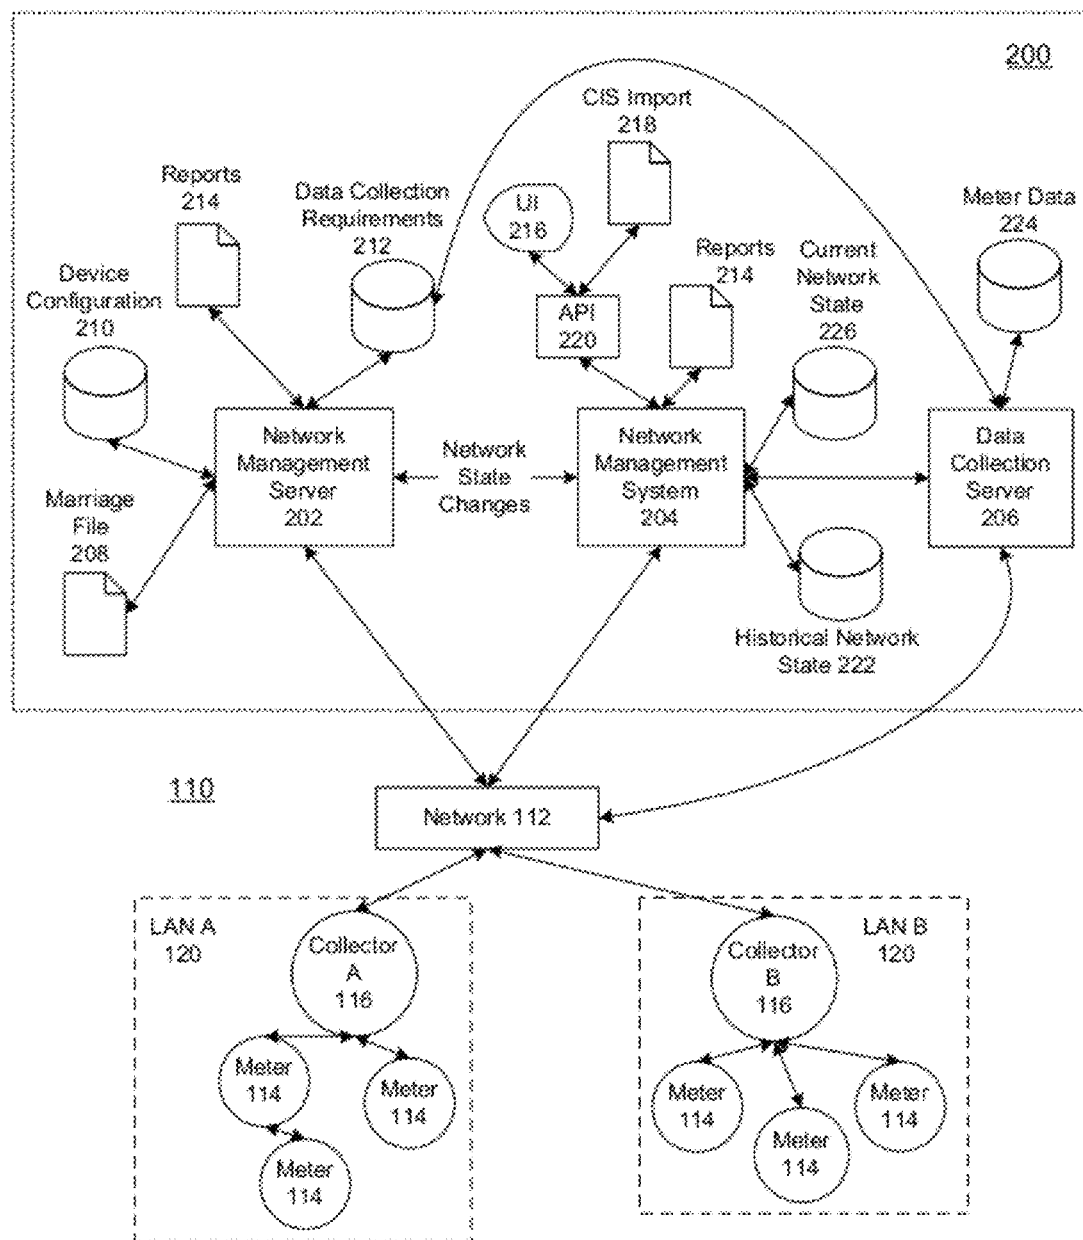 200
CIS Import
218
Reports
214
Data Collection
Requirements
212
UI
216
Meter Data
224
Reports
214
Current
Network
State
226
Device
Configuration
210
API
220
Network
Management
Server
202
Network
State
Changes
Network
Management
System
204
Data
Collection
Server
206
Marriage
File
208
Historical Network
State 222
110
Network 112
LAN A
120
Collector
A
116
LAN B
120
Collector
B
116
Meter
114
Meter
114
Meter
114
Meter
114
Meter
114
Meter
114